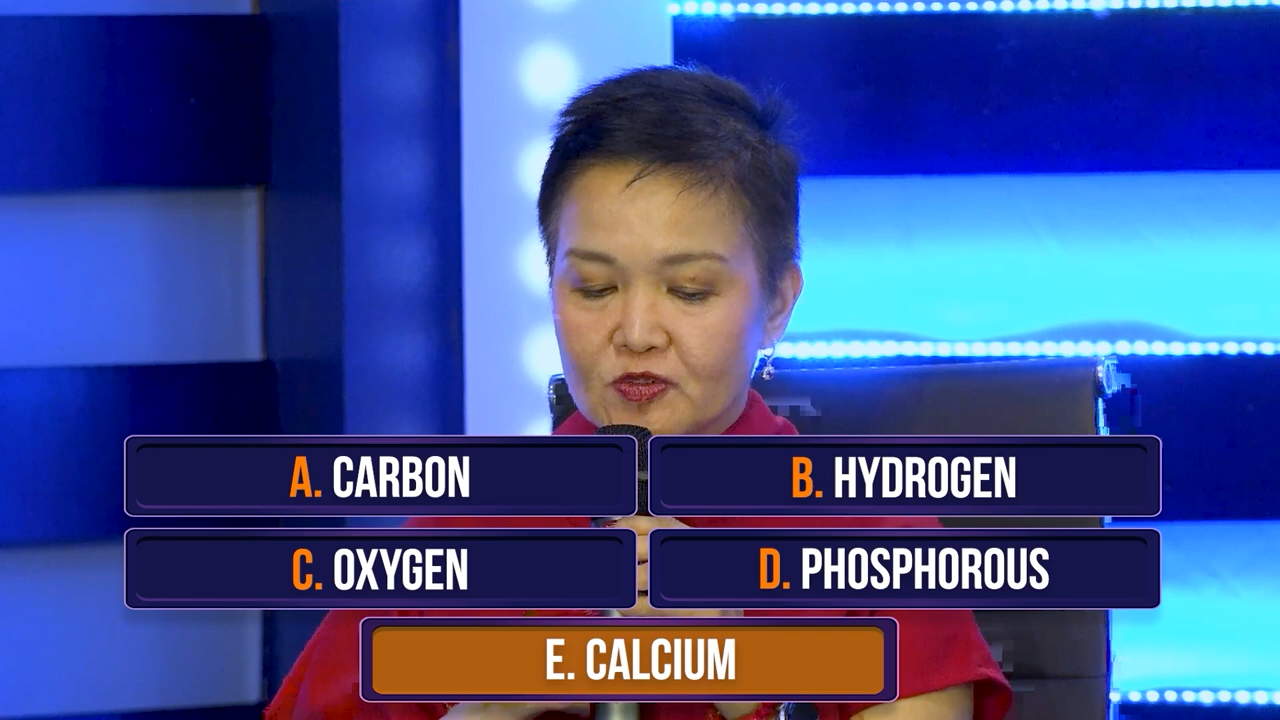 A. CARBON
B. HYDROGEN
C. OXYGEN
D. PHOSPHOROUS
E. CALCIUM